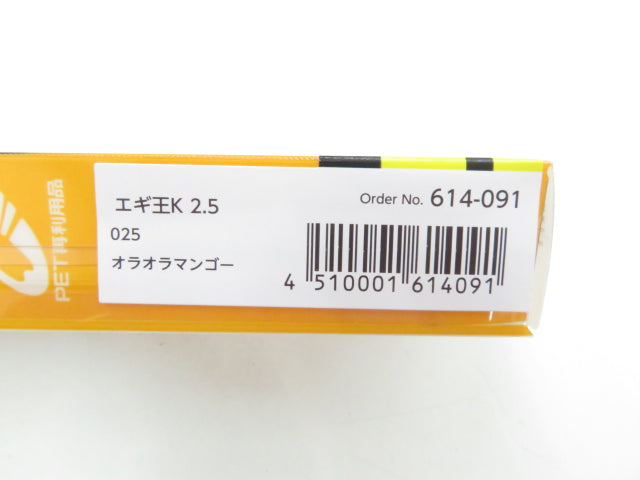 エギ王K 2.5
Order No. 614-091
025
オラオラマンゴー
4 510001 614091
PET再利用品